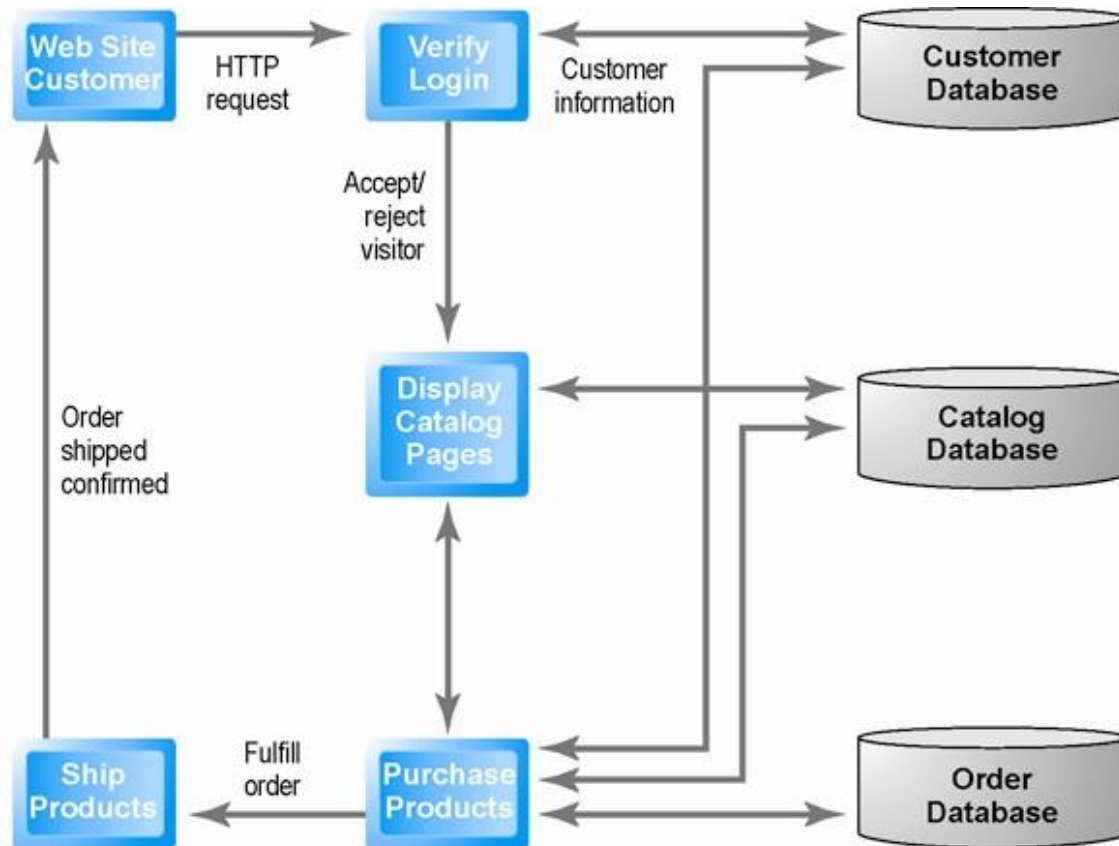 Web Site
Customer
HTTP
request
Verify
Login
Customer
information
Customer
Database
Accept/
reject
visitor
Display
Catalog
Pages
Catalog
Database
Order
shipped
confirmed
Ship
Products
Fulfill
order
Purchase
Products
Order
Database